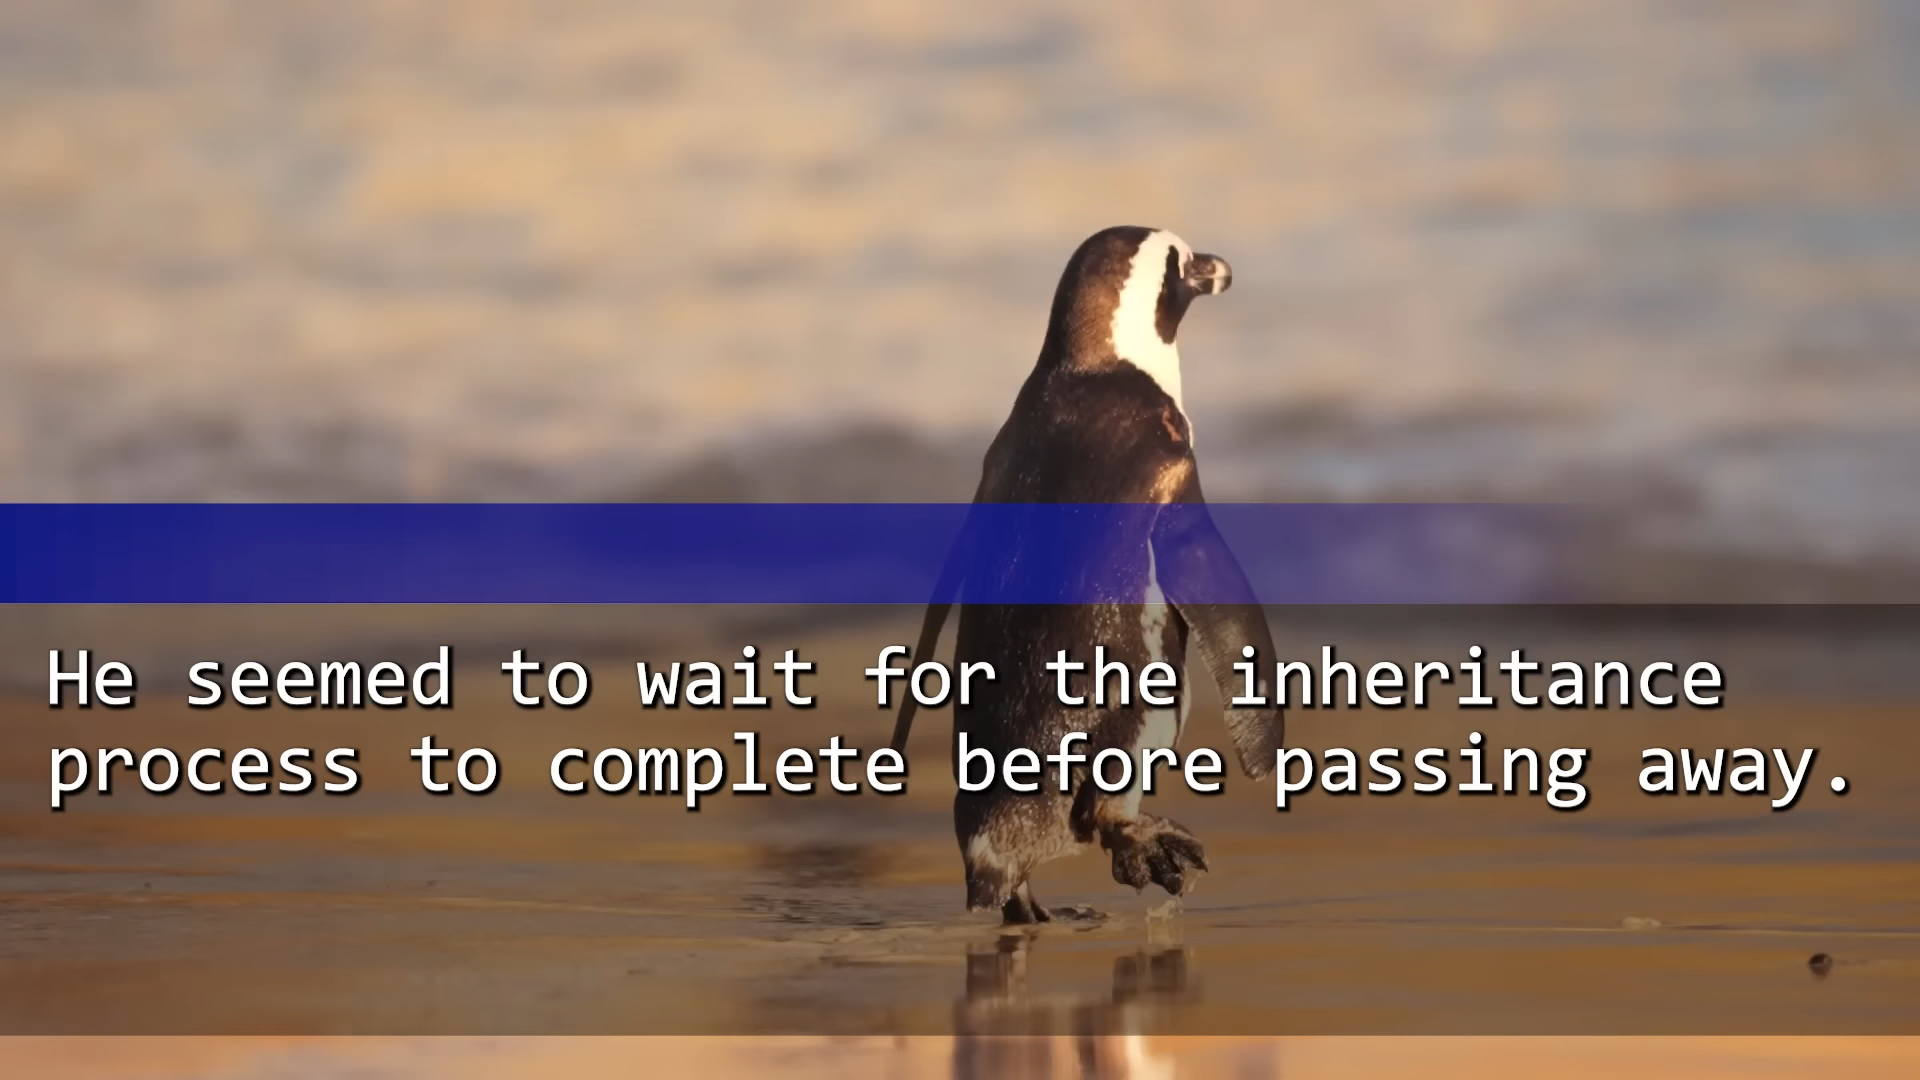 He seemed to wait for the inheritance
process to complete before passing away.